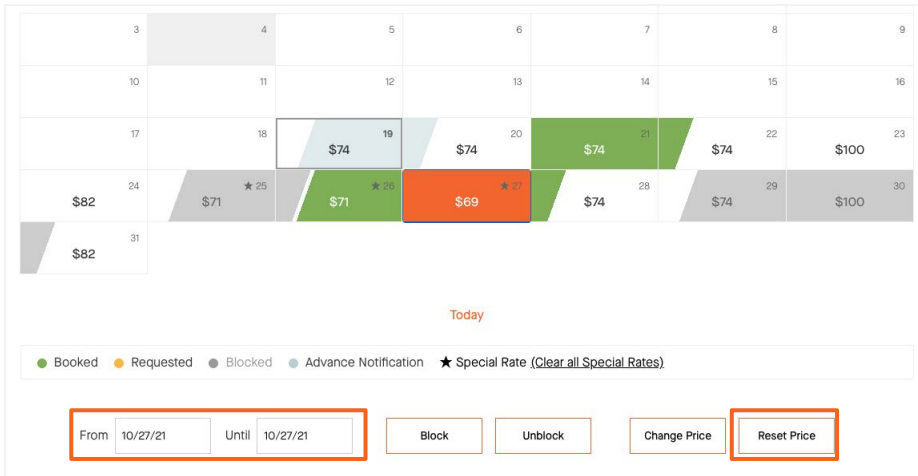 3 4 5 6 7 8 9
10 11 12 13 14 15 16
17 18 19 20 21 22 23
$74 $74 $74 $74 $100
24 ★ 25 ★ 26 ★ 27 28 29 30
$82 $71 $71 $69 $74 $74 $100
31
$82
Today
Booked Requested Blocked Advance Notification ★ Special Rate (Clear all Special Rates)
From 10/27/21 Until 10/27/21 Block Unblock Change Price Reset Price